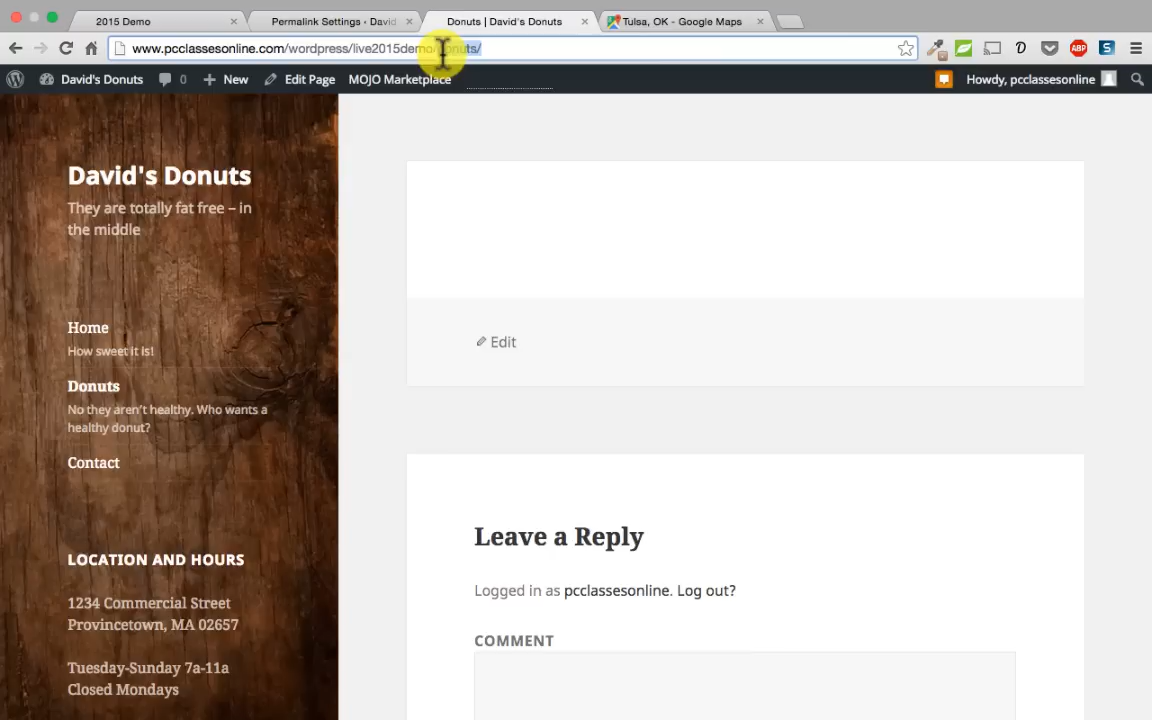 2015 Demo
Permalink Settings ‹ David
Donuts | David's Donuts
Tulsa, OK - Google Maps
www.pcclassesonline.com/wordpress/live2015demo/donuts/
ABP
David's Donuts
0
New
Edit Page
MOJO Marketplace
Howdy, pcclassesonline
David's Donuts
They are totally fat free – in
the middle
Home
How sweet it is!
Donuts
No they aren't healthy. Who wants a
healthy donut?
Contact
LOCATION AND HOURS
1234 Commercial Street
Provincetown, MA 02657
Tuesday-Sunday 7a-11a
Closed Mondays
Edit
Leave a Reply
Logged in as pcclassesonline. Log out?
COMMENT